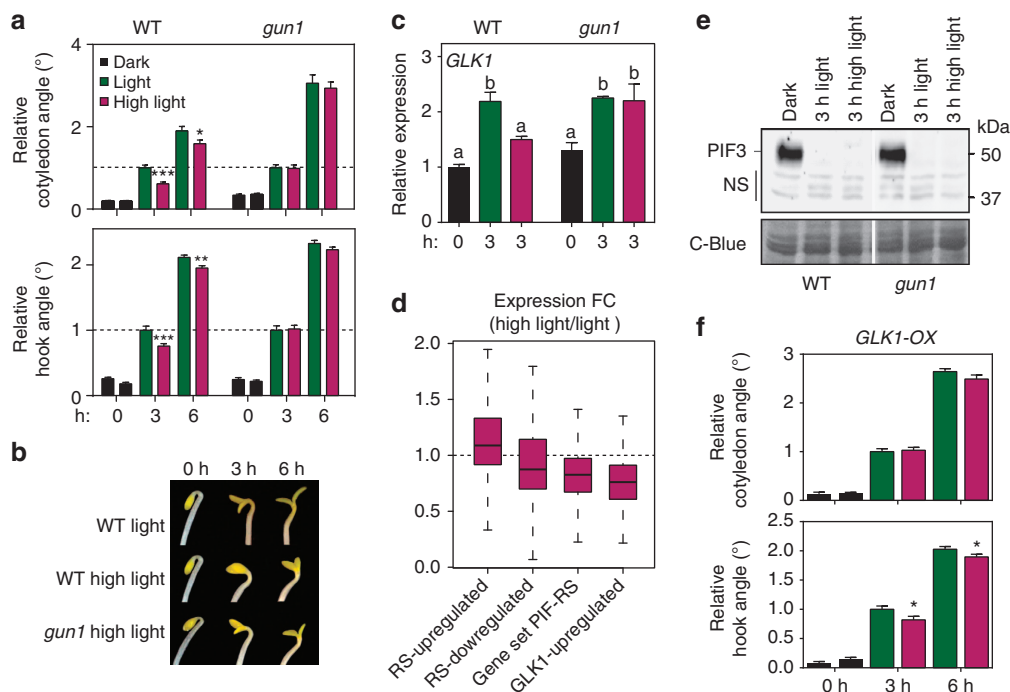 a
WT
gun1
Relative cotyledon angle (°)
4
2
1
0
Dark
Light
High light
***
*
Relative hook angle (°)
2
1
0
***
**
h: 0 3 6 0 3 6
b
0 h 3 h 6 h
WT light
WT high light
gun1 high light
c
WT
gun1
GLK1
Relative expression
3
2
1
0
a b a a b b
h: 0 3 3 0 3 3
d
Expression FC
(high light/light )
2.0
1.5
1.0
0.5
0.0
RS-upregulated
RS-dowregulated
Gene set PIF-RS
GLK1-upregulated
e
Dark
3 h light
3 h high light
Dark
3 h light
3 h high light
kDa
PIF3
50
NS
37
C-Blue
WT
gun1
f
GLK1-OX
Relative cotyledon angle (°)
3
2
1
0
Relative hook angle (°)
2.0
1.5
1.0
0.5
0.0
*
*
0 h 3 h 6 h